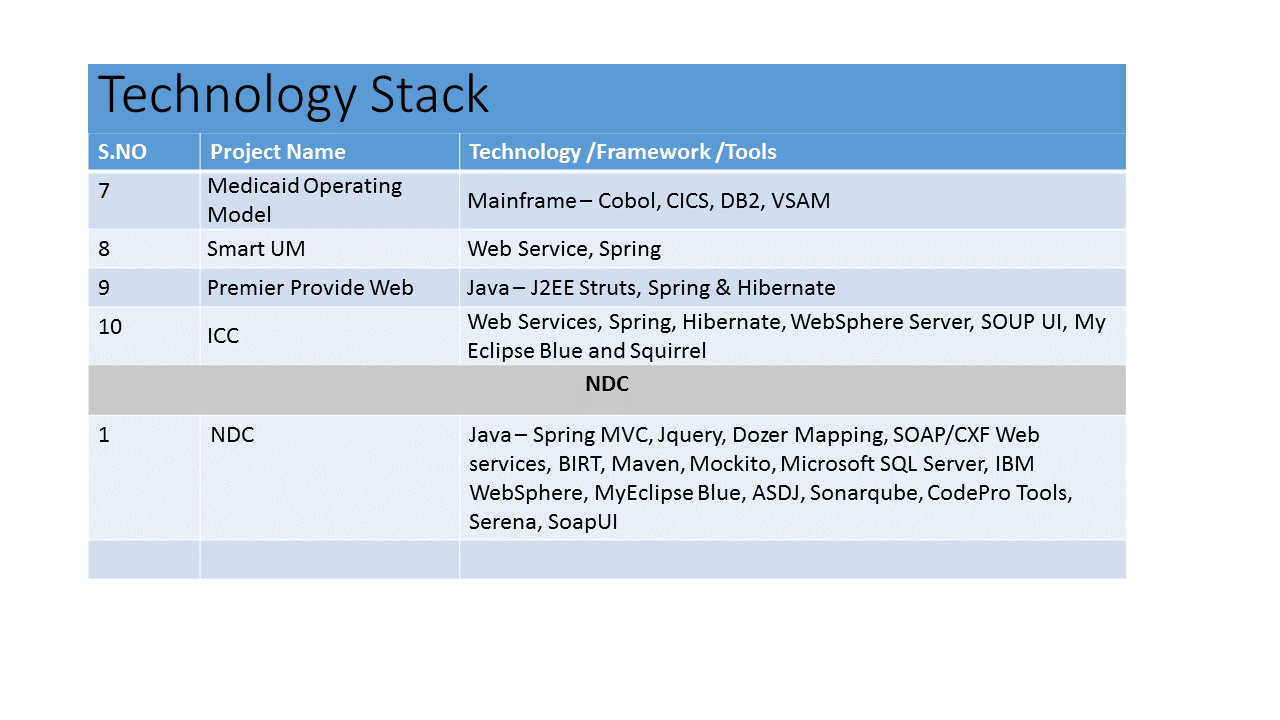 Technology Stack
S.NO Project Name Technology /Framework /Tools
7 Medicaid Operating Model Mainframe – Cobol, CICS, DB2, VSAM
8 Smart UM Web Service, Spring
9 Premier Provide Web Java – J2EE Struts, Spring & Hibernate
10 ICC Web Services, Spring, Hibernate, WebSphere Server, SOUP UI, My
Eclipse Blue and Squirrel
NDC
1 NDC Java – Spring MVC, Jquery, Dozer Mapping, SOAP/CXF Web
services, BIRT, Maven, Mockito, Microsoft SQL Server, IBM
WebSphere, MyEclipse Blue, ASDJ, Sonarqube, CodePro Tools,
Serena, SoapUI